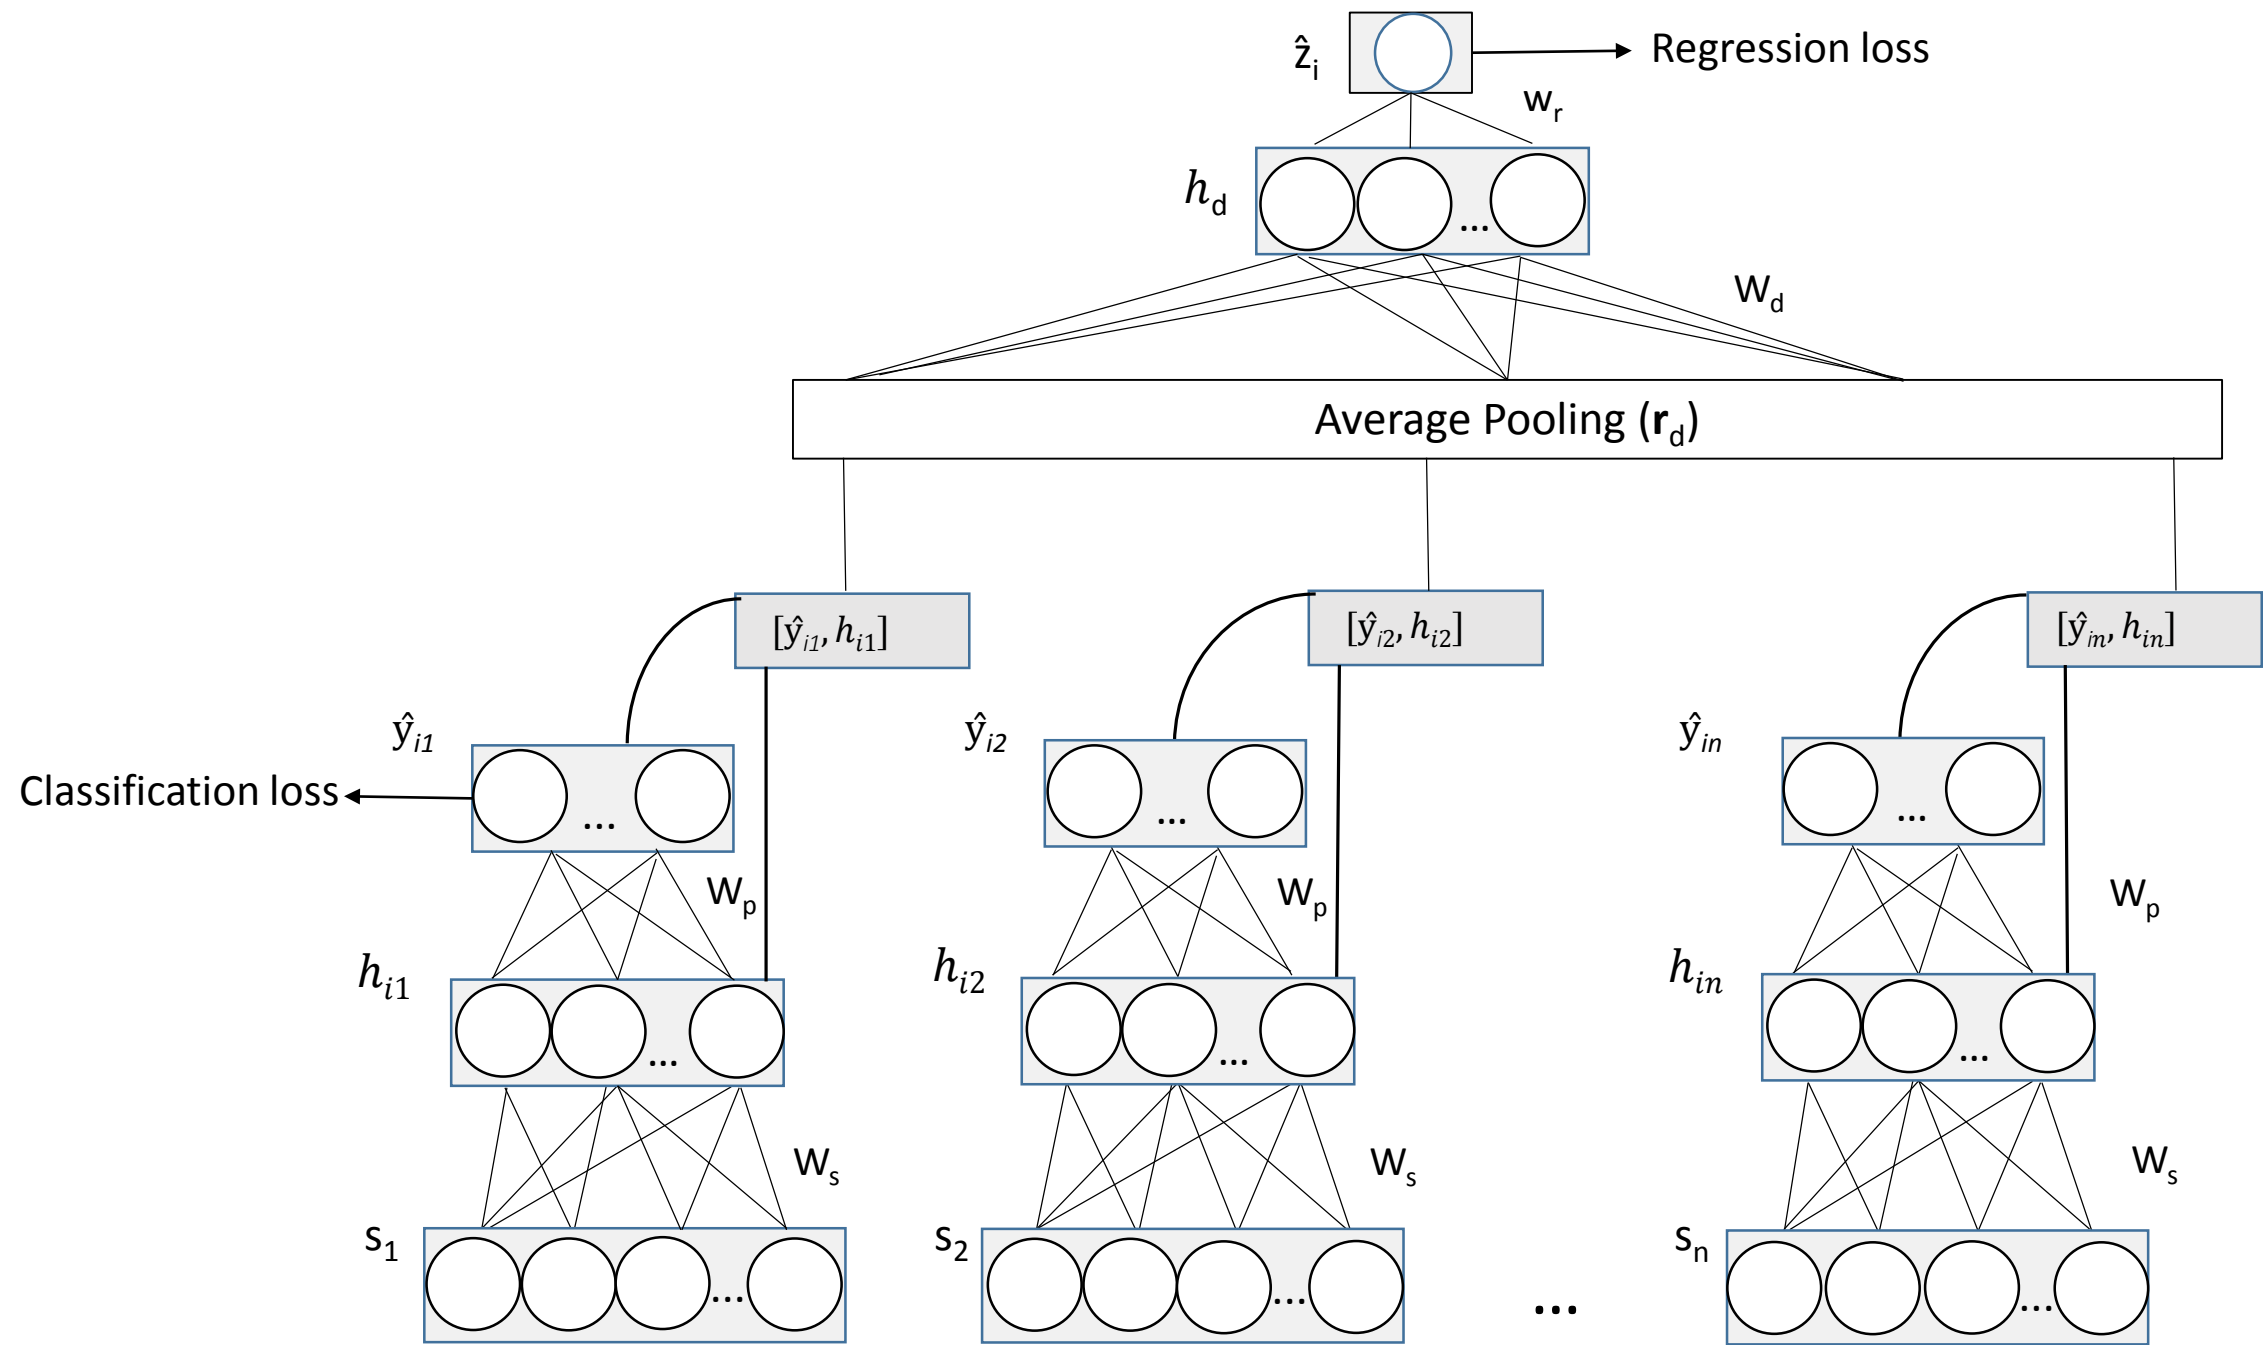 ẑi
Regression loss
wr
hd
...
Wd
Average Pooling (rd)
[ŷi1, hi1]
[ŷi2, hi2]
[ŷin, hin]
ŷi1
ŷi2
ŷin
Classification loss
...
...
...
Wp
Wp
Wp
hi1
hi2
hin
...
...
...
Ws
Ws
Ws
s1
s2
sn
...
...
...
...